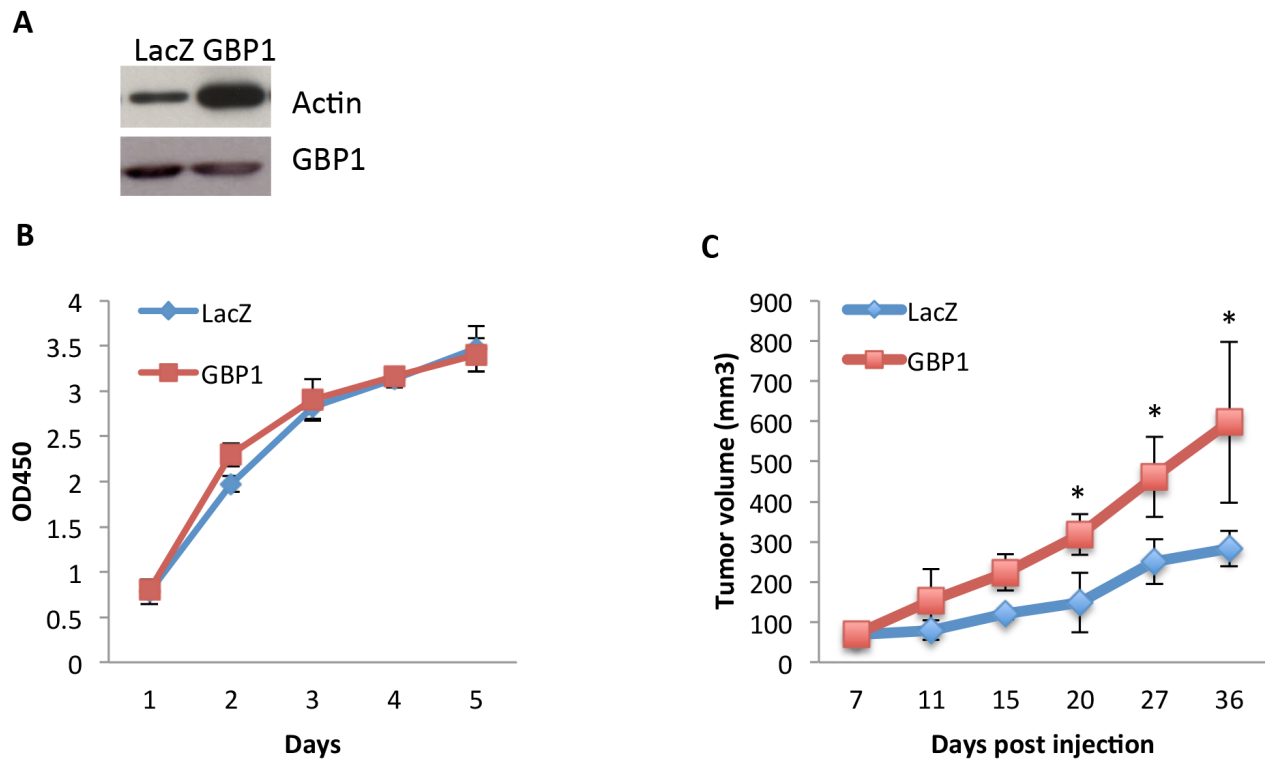 A
LacZ GBP1
Actin
GBP1
B
LacZ
GBP1
4
3.5
3
2.5
2
1.5
1
0.5
0
OD450
1 2 3 4 5
Days
C
LacZ
GBP1
900
800
700
600
500
400
300
200
100
0
Tumor volume (mm3)
* * *
7 11 15 20 27 36
Days post injection